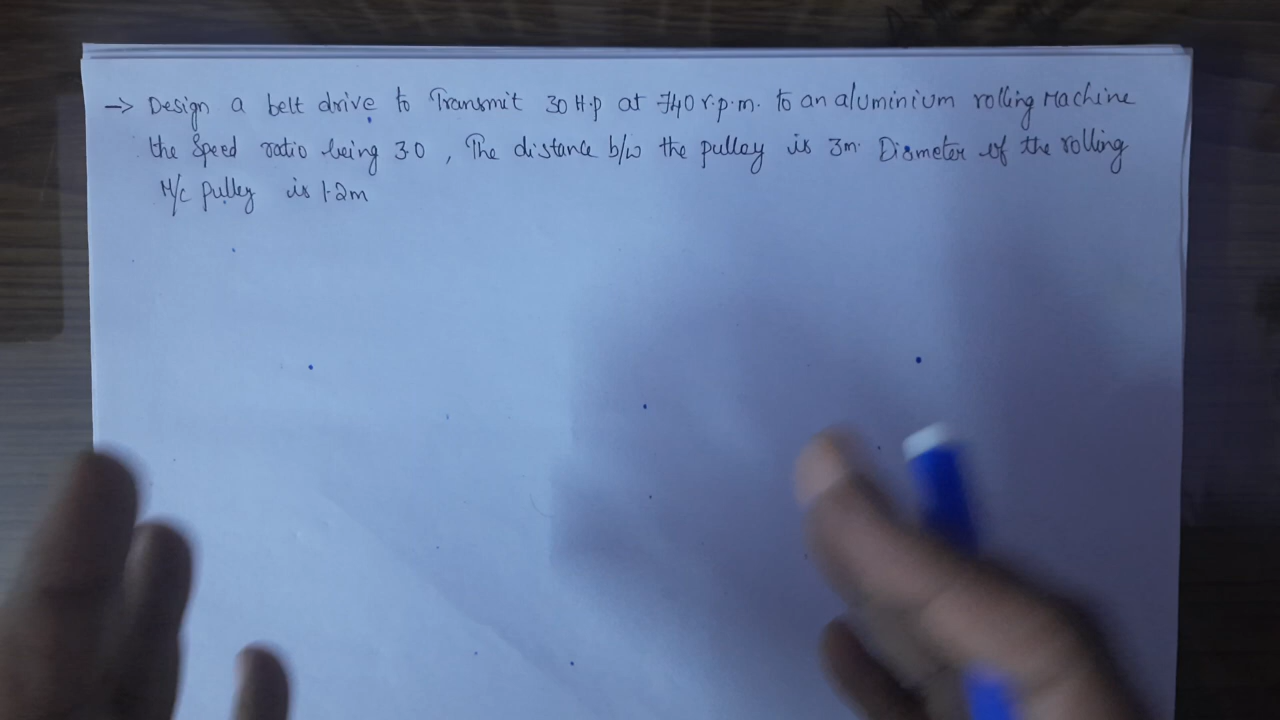 → Design a belt drive to Transmit 30 H.p at 740 r.p.m. to an aluminium rolling Machine
the Speed ratio being 3.0 , The distance b/w the pulley is 3m. Diameter of the rolling
M/c pulley is 1.2m